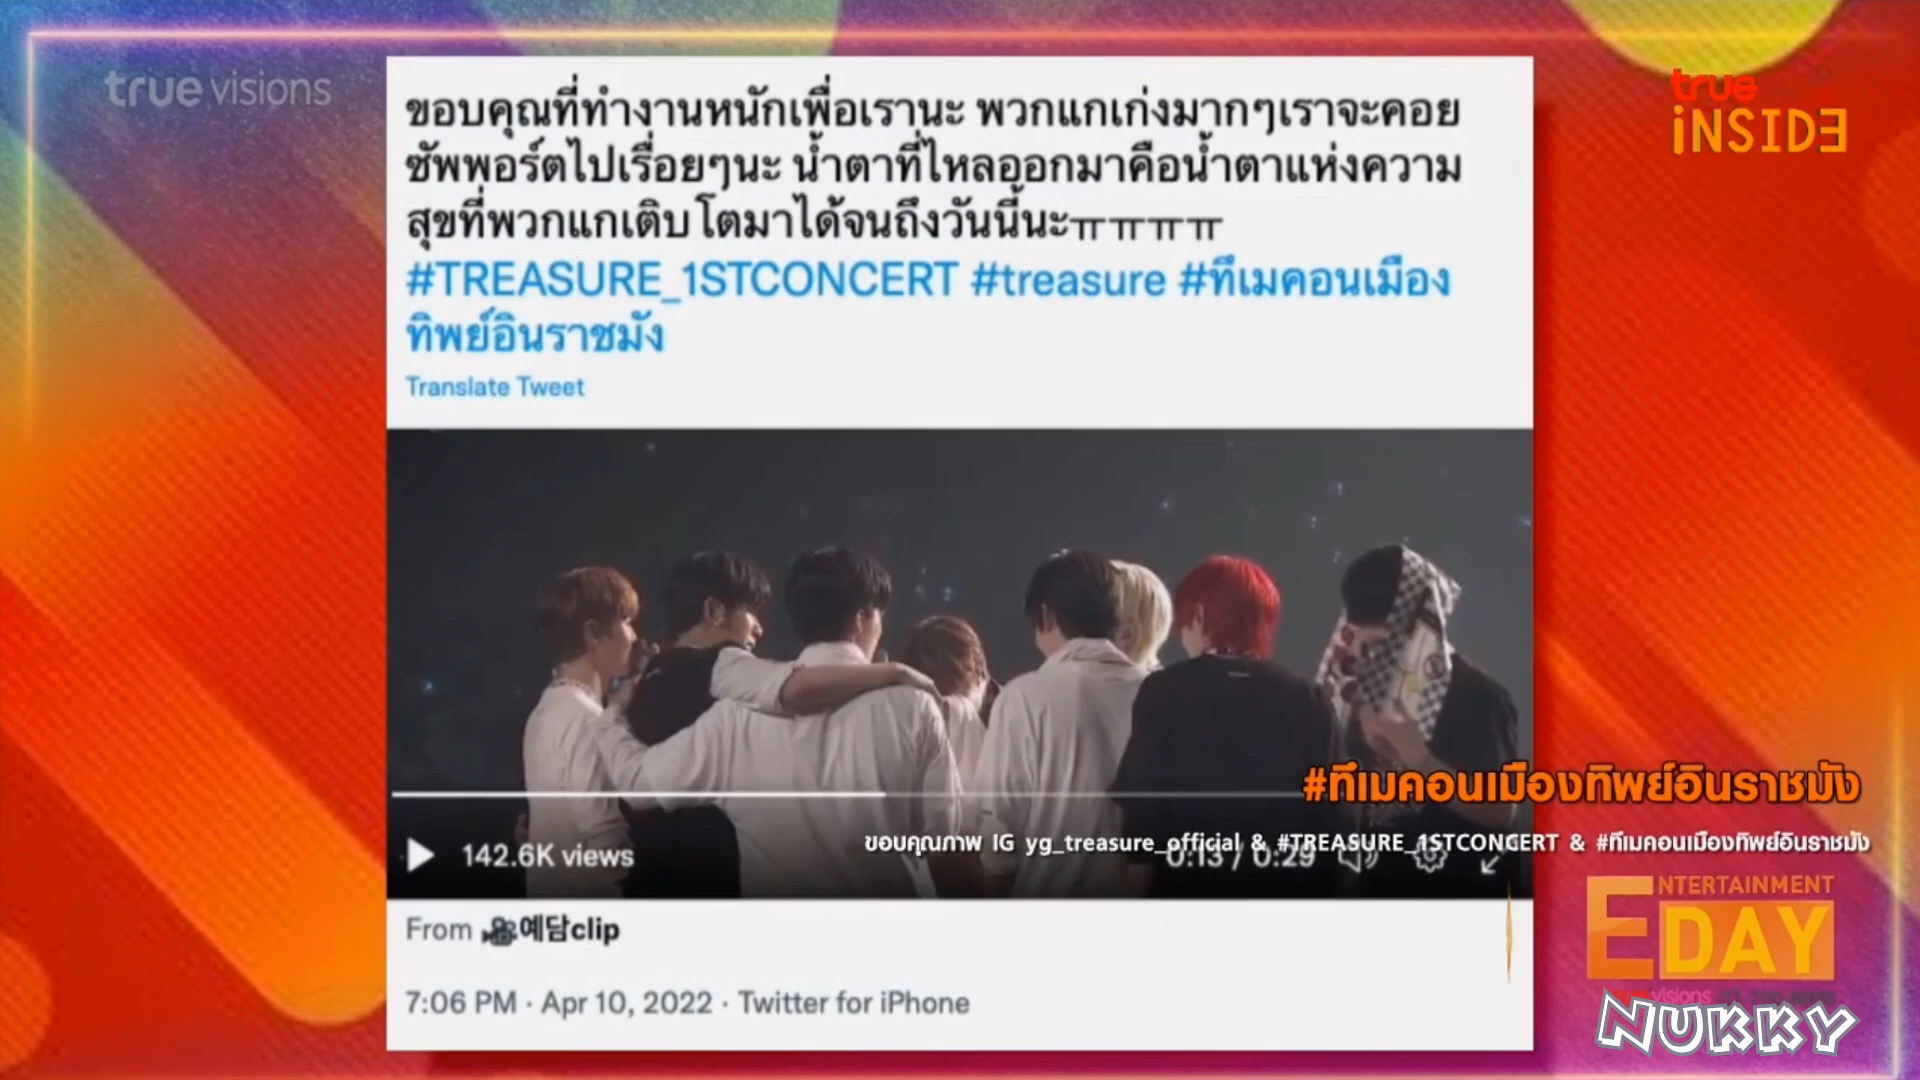 true visions
true
iNSIDE
ขอบคุณที่ทำงานหนักเพื่อเรานะ พวกแกเก่งมากๆเราจะคอย
ซัพพอร์ตไปเรื่อยๆนะ น้ำตาที่ไหลออกมาคือน้ำตาแห่งความ
สุขที่พวกแกเติบโตมาได้จนถึงวันนี้นะㅠㅠㅠㅠ
#TREASURE_1STCONCERT #treasure #ทึเมคอนเมือง
ทิพย์อินราชมัง
Translate Tweet
#ทึเมคอนเมืองทิพย์อินราชมัง
ขอบคุณภาพ IG yg_treasure_official & #TREASURE_1STCONCERT & #ทึเมคอนเมืองทิพย์อินราชมัง
142.6K views
0:13 / 0:29
ENTERTAINMENT
DAY
From 🎥예담clip
visions
NUKKY
7:06 PM · Apr 10, 2022 · Twitter for iPhone